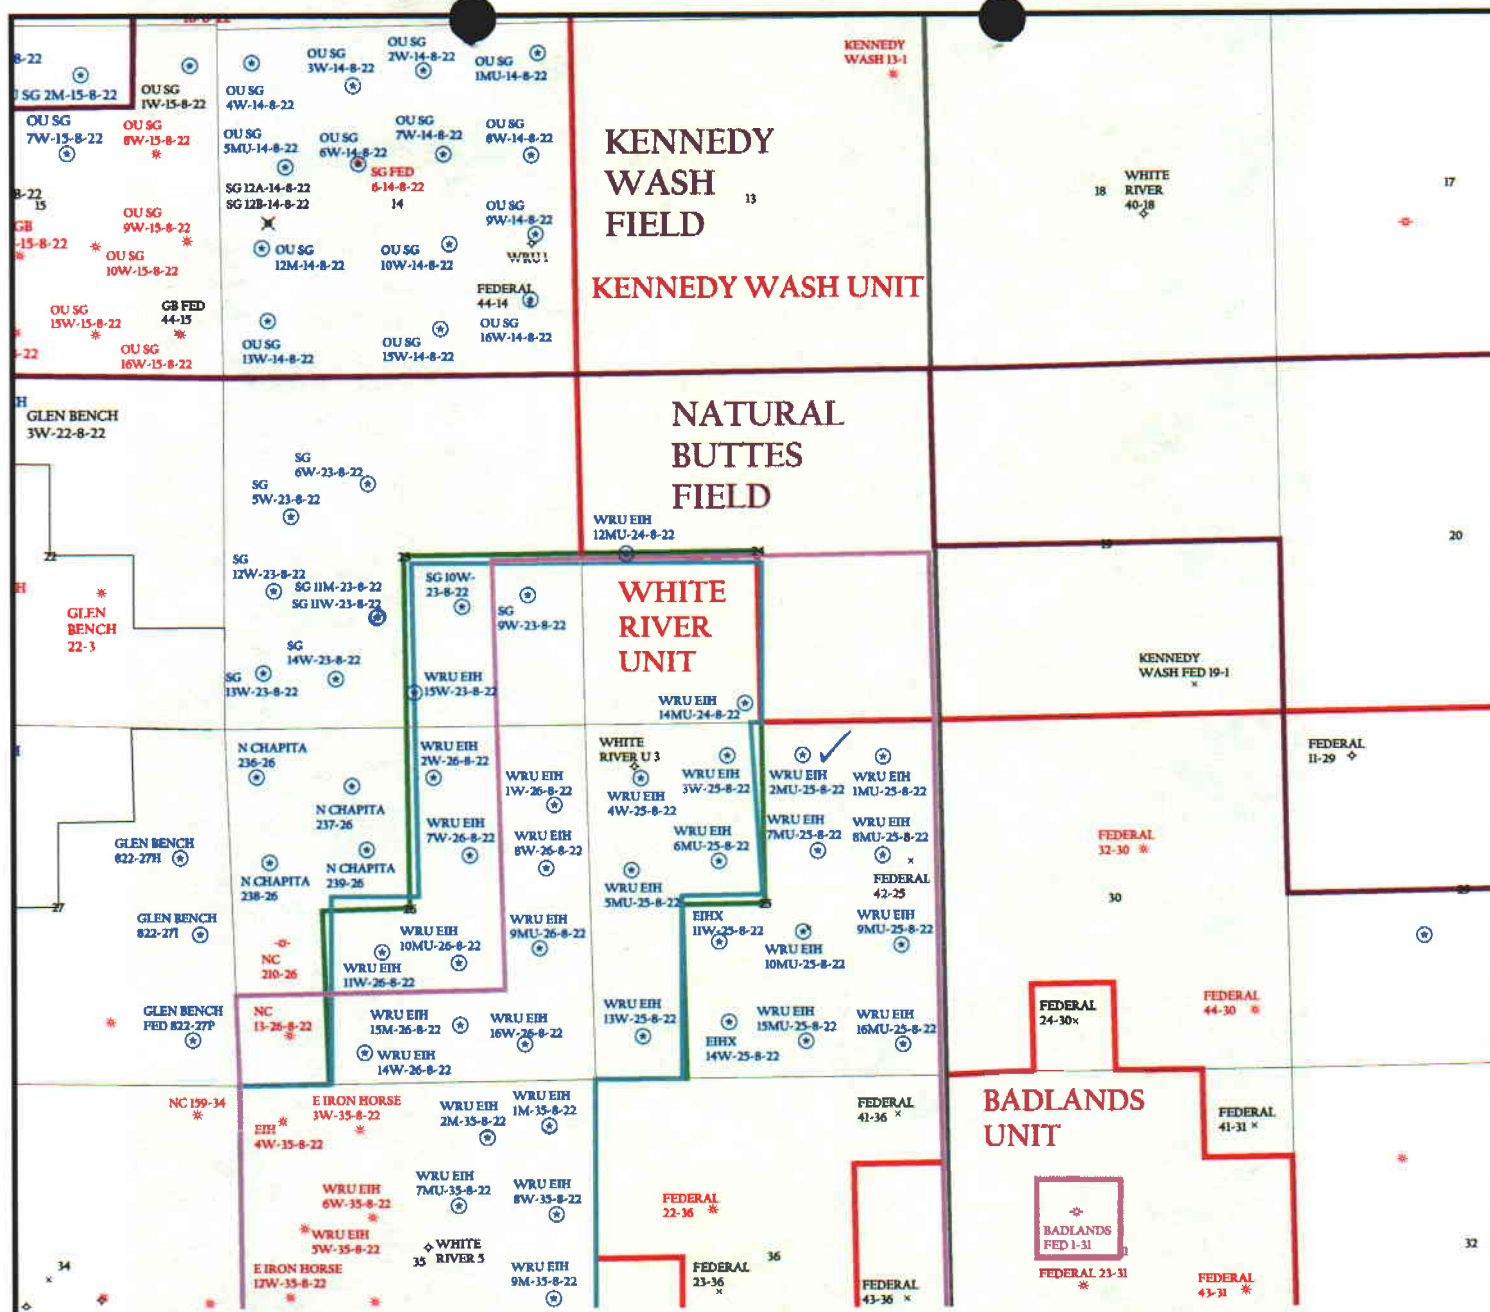 8-22
U SG 2M-15-8-22
OU SG
1W-15-8-22
OU SG
7W-15-8-22
OU SG
8W-15-8-22
8-22
15
GB
-15-8-22
OU SG
9W-15-8-22
OU SG
10W-15-8-22
OU SG
15W-15-8-22
GB FED
44-15
-22
OU SG
16W-15-8-22
OU SG
4W-14-8-22
OU SG
3W-14-8-22
OU SG
2W-14-8-22
OU SG
1MU-14-8-22
OU SG
5MU-14-8-22
OU SG
6W-14-8-22
OU SG
7W-14-8-22
OU SG
8W-14-8-22
SG FED
6-14-8-22
14
SG 12A-14-8-22
SG 12B-14-8-22
OU SG
12M-14-8-22
OU SG
10W-14-8-22
OU SG
9W-14-8-22
WRU 1
FEDERAL
44-14
OU SG
13W-14-8-22
OU SG
15W-14-8-22
OU SG
16W-14-8-22
KENNEDY
WASH 13-1
KENNEDY
WASH
FIELD
13
KENNEDY WASH UNIT
18
WHITE
RIVER
40-18
17
H
GLEN BENCH
3W-22-8-22
NATURAL
BUTTES
FIELD
SG
6W-23-8-22
SG
5W-23-8-22
WRU EIH
12MU-24-8-22
22
23
24
19
20
SG
12W-23-8-22
SG 11M-23-8-22
SG 11W-23-8-22
SG 10W-
23-8-22
SG
9W-23-8-22
WHITE
RIVER
UNIT
H
GLEN
BENCH
22-3
SG
14W-23-8-22
SG
13W-23-8-22
WRU EIH
15W-23-8-22
WRU EIH
14MU-24-8-22
KENNEDY
WASH FED 19-1
N CHAPITA
236-26
N CHAPITA
237-26
WRU EIH
2W-26-8-22
WRU EIH
1W-26-8-22
WHITE
RIVER U 3
WRU EIH
4W-25-8-22
WRU EIH
3W-25-8-22
WRU EIH
2MU-25-8-22
WRU EIH
1MU-25-8-22
FEDERAL
11-29
GLEN BENCH
822-27H
N CHAPITA
238-26
N CHAPITA
239-26
WRU EIH
7W-26-8-22
WRU EIH
8W-26-8-22
WRU EIH
5MU-25-8-22
WRU EIH
6MU-25-8-22
WRU EIH
7MU-25-8-22
WRU EIH
8MU-25-8-22
FEDERAL
42-25
FEDERAL
32-30
27
26
25
30
29
GLEN BENCH
822-27I
NC
210-26
WRU EIH
10MU-26-8-22
WRU EIH
11W-26-8-22
WRU EIH
9MU-26-8-22
EIHX
11W-25-8-22
WRU EIH
10MU-25-8-22
WRU EIH
9MU-25-8-22
GLEN BENCH
FED 822-27P
NC
13-26-8-22
WRU EIH
15M-26-8-22
WRU EIH
14W-26-8-22
WRU EIH
16W-26-8-22
WRU EIH
13W-25-8-22
EIHX
14W-25-8-22
WRU EIH
15MU-25-8-22
WRU EIH
16MU-25-8-22
FEDERAL
24-30
FEDERAL
44-30
NC 159-34
EIH
4W-35-8-22
E IRON HORSE
3W-35-8-22
WRU EIH
2M-35-8-22
WRU EIH
1M-35-8-22
FEDERAL
41-36
BADLANDS
UNIT
FEDERAL
41-31
WRU EIH
6W-35-8-22
WRU EIH
5W-35-8-22
WRU EIH
7MU-35-8-22
WRU EIH
8W-35-8-22
FEDERAL
22-36
BADLANDS
FED 1-31
34
35
WHITE
RIVER 5
36
32
E IRON HORSE
12W-35-8-22
WRU EIH
9M-35-8-22
FEDERAL
23-36
FEDERAL
43-36
FEDERAL 23-31
FEDERAL
43-31